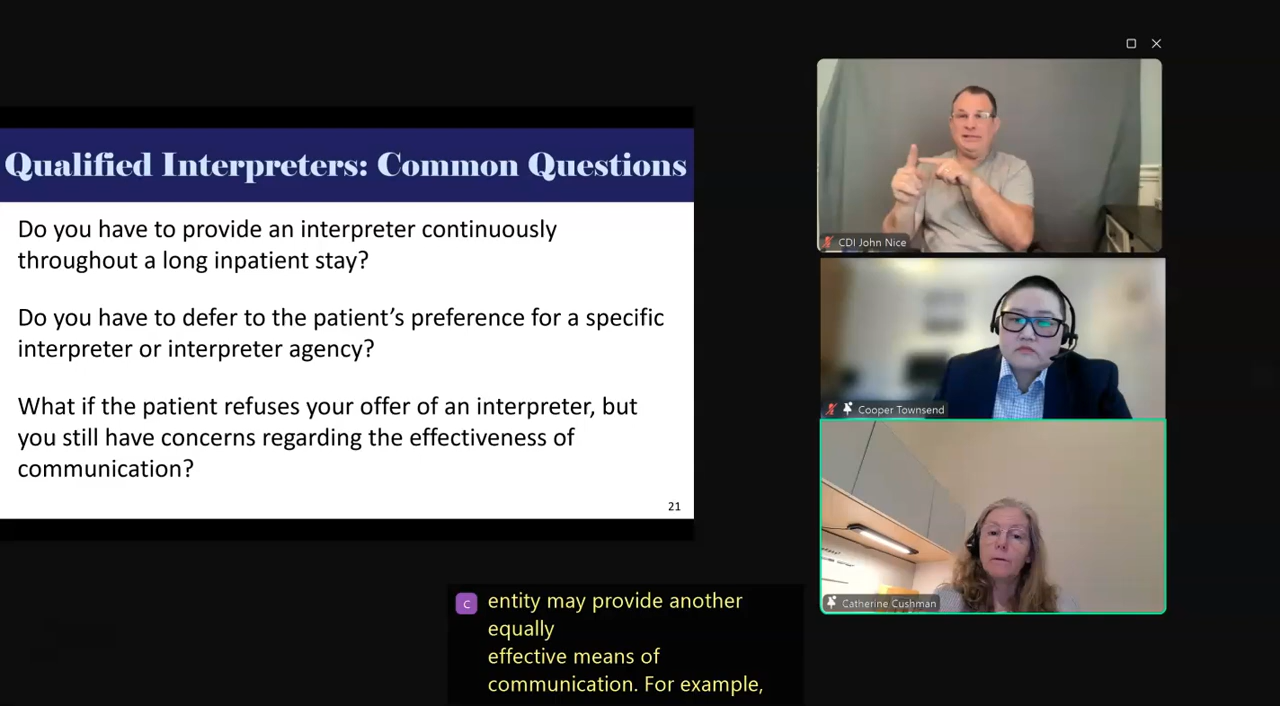 Qualified Interpreters: Common Questions
Do you have to provide an interpreter continuously
throughout a long inpatient stay?
Do you have to defer to the patient’s preference for a specific
interpreter or interpreter agency?
What if the patient refuses your offer of an interpreter, but
you still have concerns regarding the effectiveness of
communication?
21
CDI John Nice
Cooper Townsend
Catherine Cushman
C
entity may provide another
equally
effective means of
communication. For example,